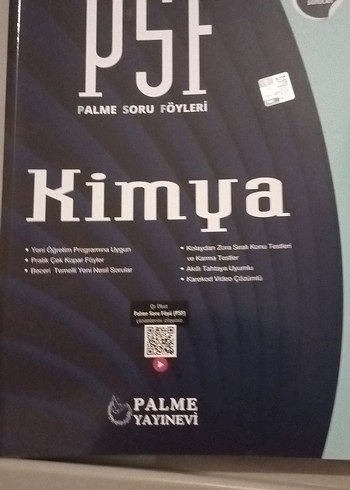 PSF
PALME SORU FÖYLERİ
Kimya
• Yeni Öğretim Programına Uygun
• Pratik Çek Kopar Föyler
• Beceri Temelli Yeni Nesil Sorular
• Kolaydan Zora Sıralı Konu Testleri
ve Karma Testler
• Akıllı Tahtaya Uyumlu
• Karekod Video Çözümlü
Palme Soru Föyü (PSF)
PALME
YAYINEVİ